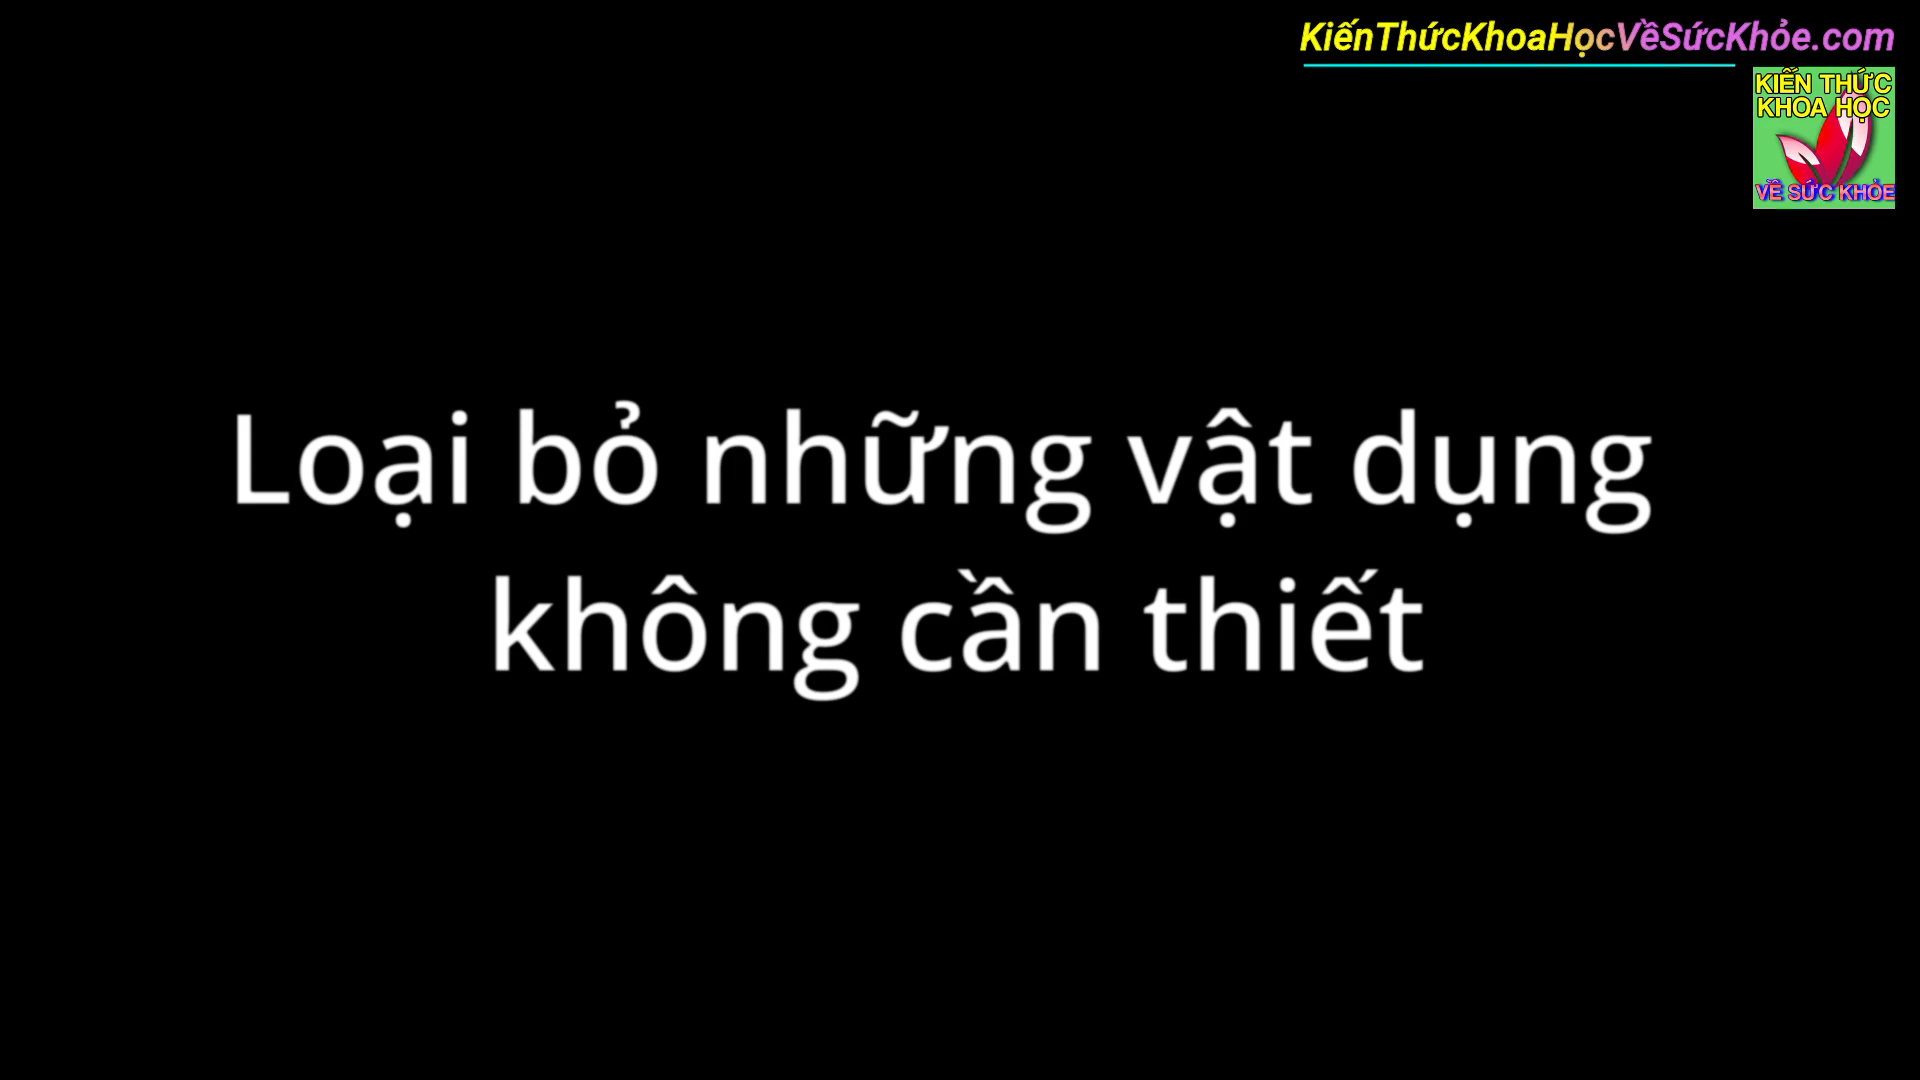 KiếnThứcKhoaHọcVềSứcKhỏe.com
KIẾN THỨC
KHOA HỌC
VỀ SỨC KHỎE
Loại bỏ những vật dụng
không cần thiết